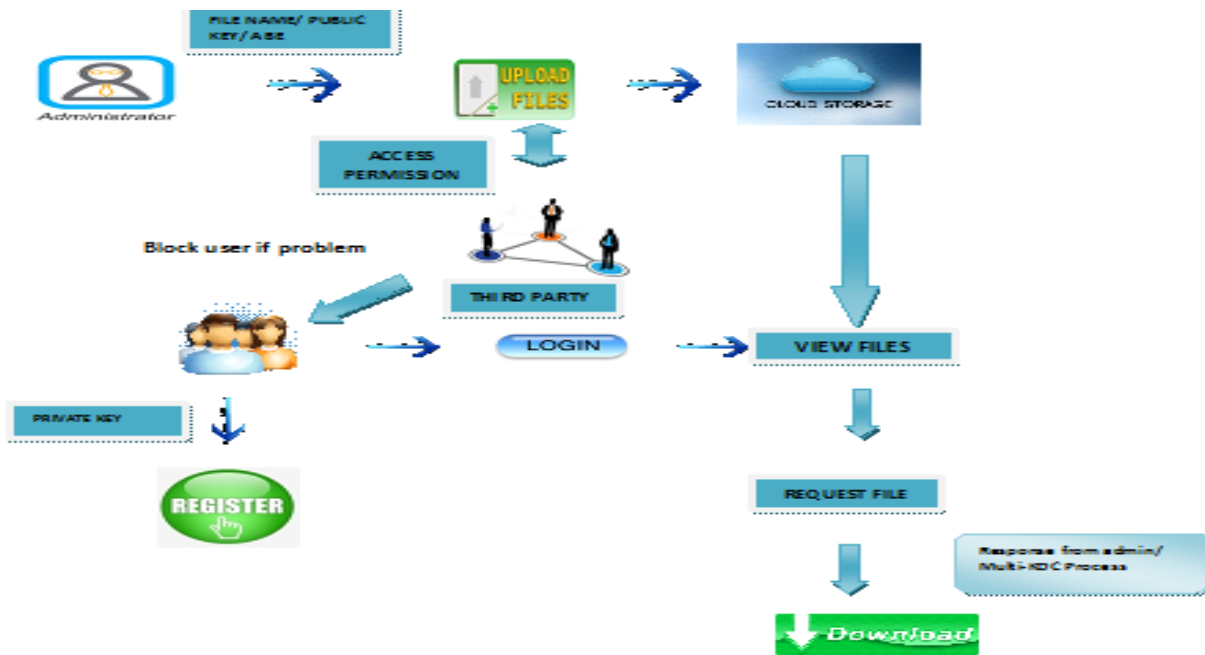 FILE NAME/ PUBLIC
KEY/ ABE
Administrator
UPLOAD
FILES
CLOUD STORAGE
ACCESS
PERMISSION
Block user if problem
THIRD PARTY
LOGIN
VIEW FILES
PRIVATE KEY
REGISTER
REQUEST FILE
Response from admin/
Multi-KDC Process
Download